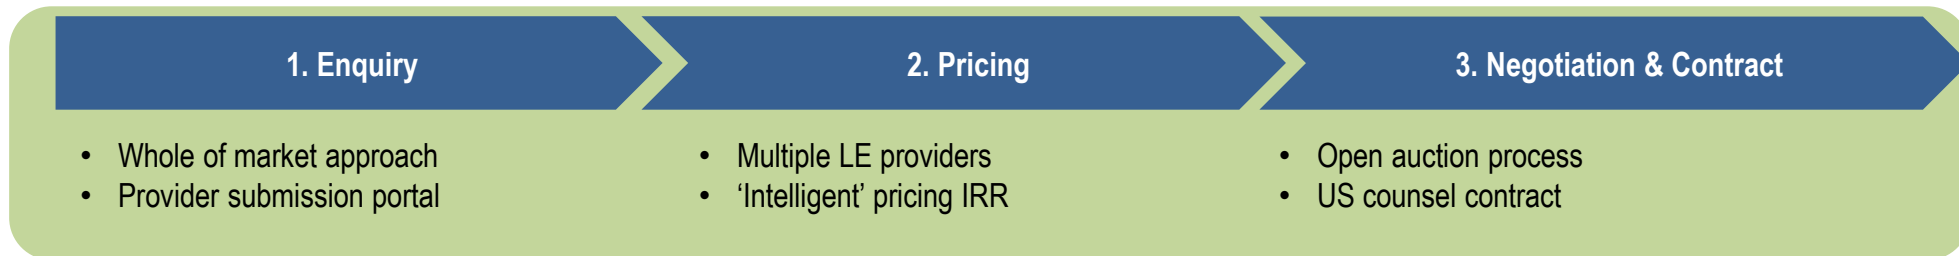 1. Enquiry
• Whole of market approach
• Provider submission portal
2. Pricing
• Multiple LE providers
• ‘Intelligent’ pricing IRR
3. Negotiation & Contract
• Open auction process
• US counsel contract